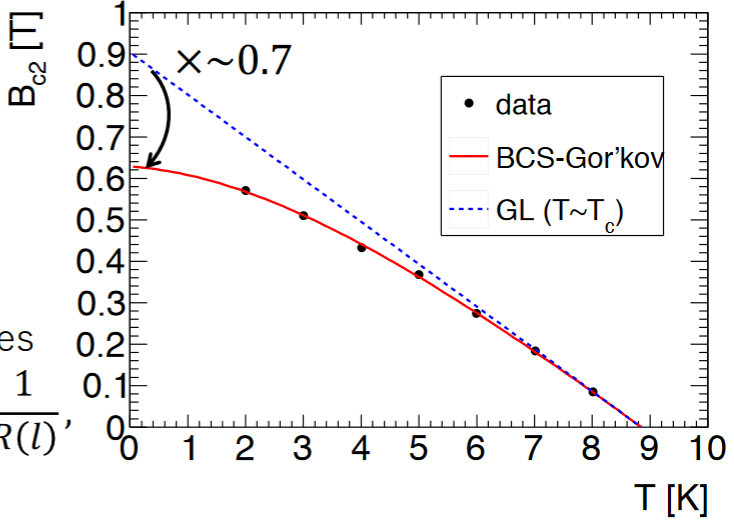 B_{c2} [T]
1
0.9
0.8
0.7
0.6
0.5
0.4
0.3
0.2
0.1
0
×~0.7
data
BCS-Gor'kov
GL (T~T_c)
es
1
R(l)'
0 1 2 3 4 5 6 7 8 9 10
T [K]